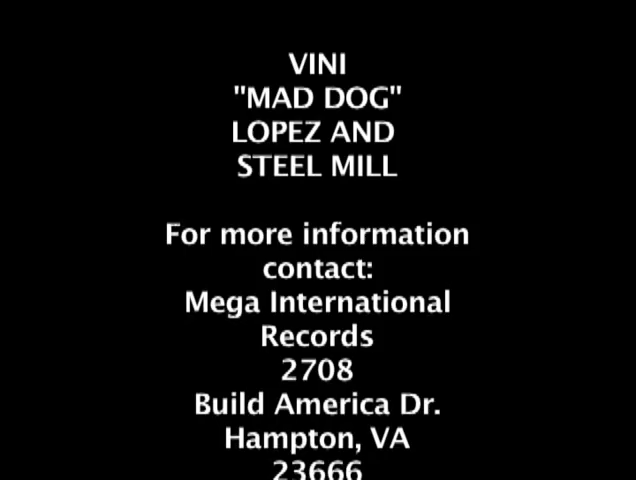 VINI
"MAD DOG"
LOPEZ AND
STEEL MILL
For more information
contact:
Mega International
Records
2708
Build America Dr.
Hampton, VA
23666